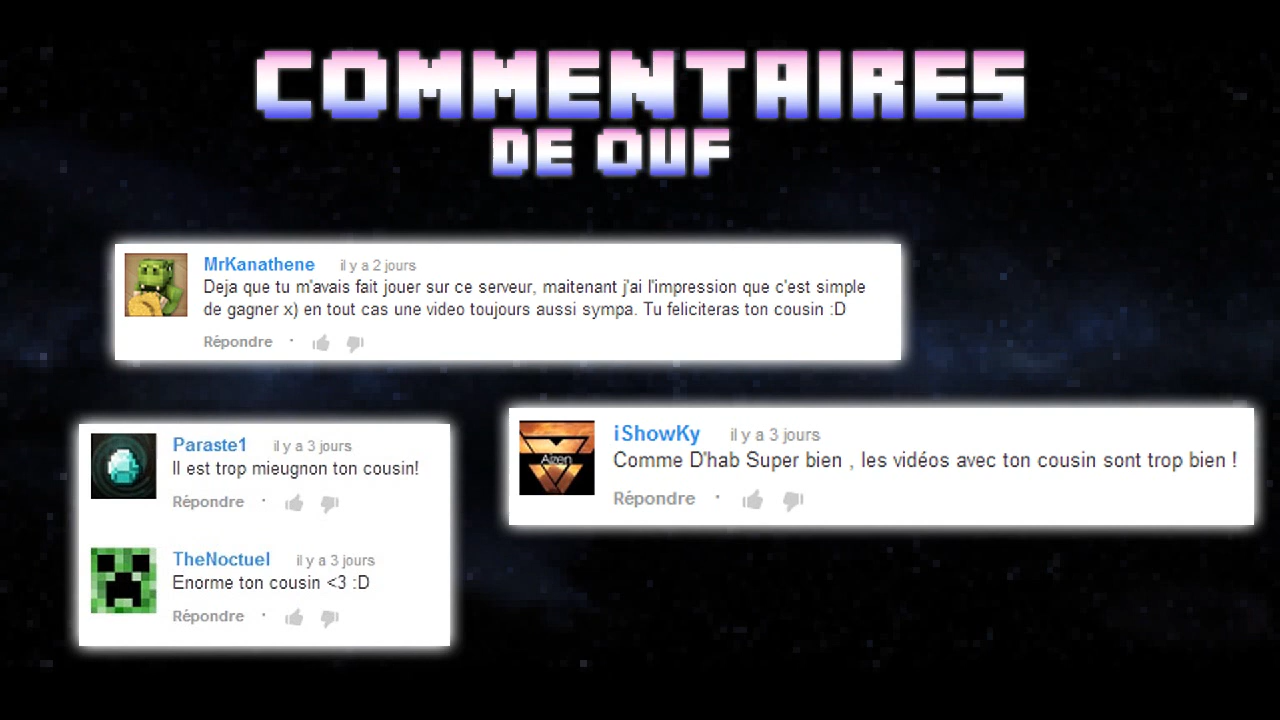 COMMENTAIRES
DE OUF
MrKanathene il y a 2 jours
Deja que tu m'avais fait jouer sur ce serveur, maitenant j'ai l'impression que c'est simple
de gagner x) en tout cas une video toujours aussi sympa. Tu feliciteras ton cousin :D
Répondre ·
Paraste1 il y a 3 jours
Il est trop mieugnon ton cousin!
Répondre ·
TheNoctuel il y a 3 jours
Enorme ton cousin <3 :D
Répondre ·
Aizen
iShowKy il y a 3 jours
Comme D'hab Super bien , les vidéos avec ton cousin sont trop bien !
Répondre ·